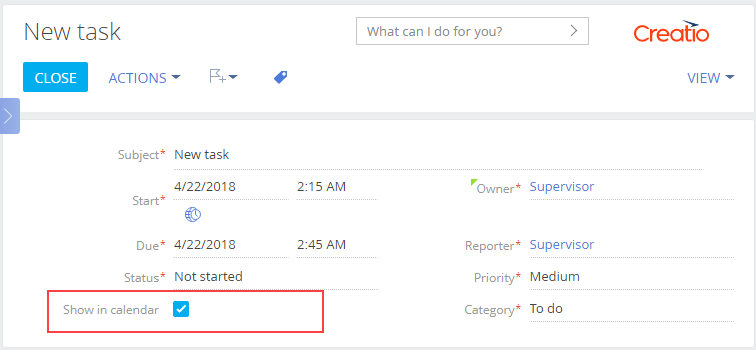 New task
What can I do for you?
Creatio
CLOSE ACTIONS VIEW
Subject* New task
Start* 4/22/2018 2:15 AM Owner* Supervisor
Due* 4/22/2018 2:45 AM Reporter* Supervisor
Status* Not started Priority* Medium
Show in calendar Category* To do